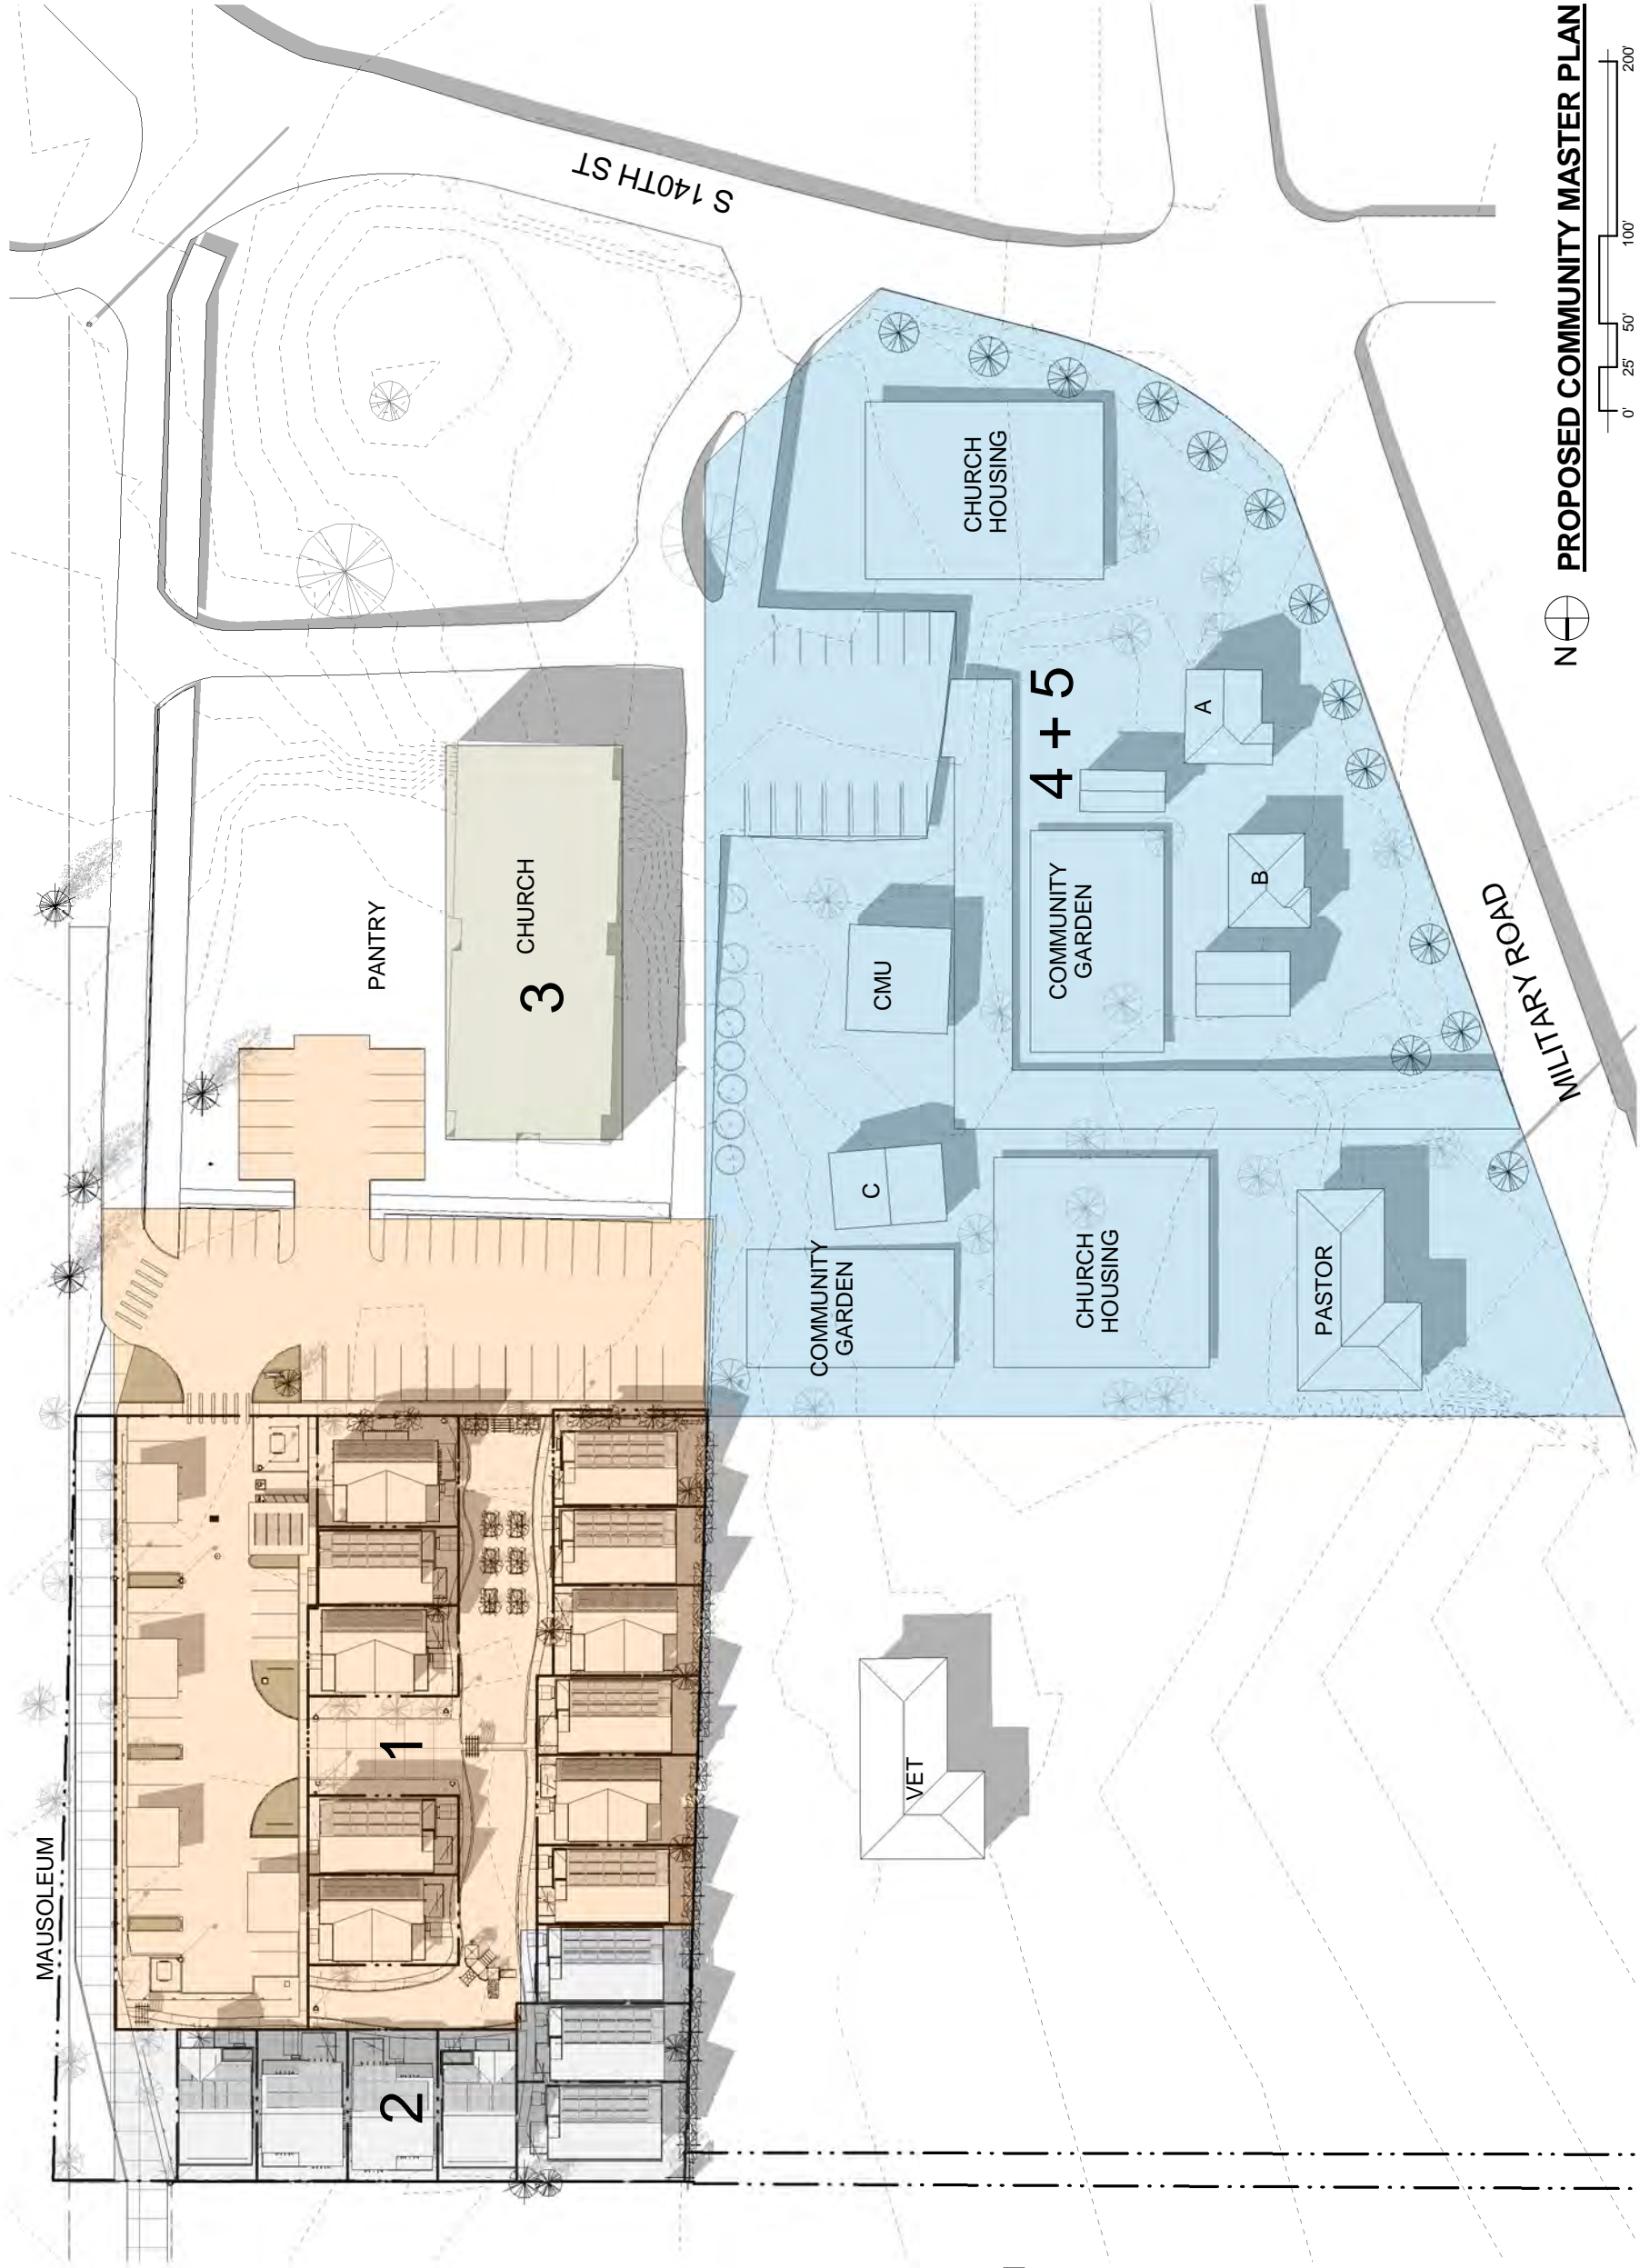 MAUSOLEUM
1
2
VET
PANTRY
3
CHURCH
COMMUNITY
GARDEN
C
CMU
CHURCH
HOUSING
PASTOR
COMMUNITY
GARDEN
4 + 5
A
B
CHURCH
HOUSING
S 140TH ST
MILITARY ROAD
N
PROPOSED COMMUNITY MASTER PLAN
0' 25' 50' 100' 200'